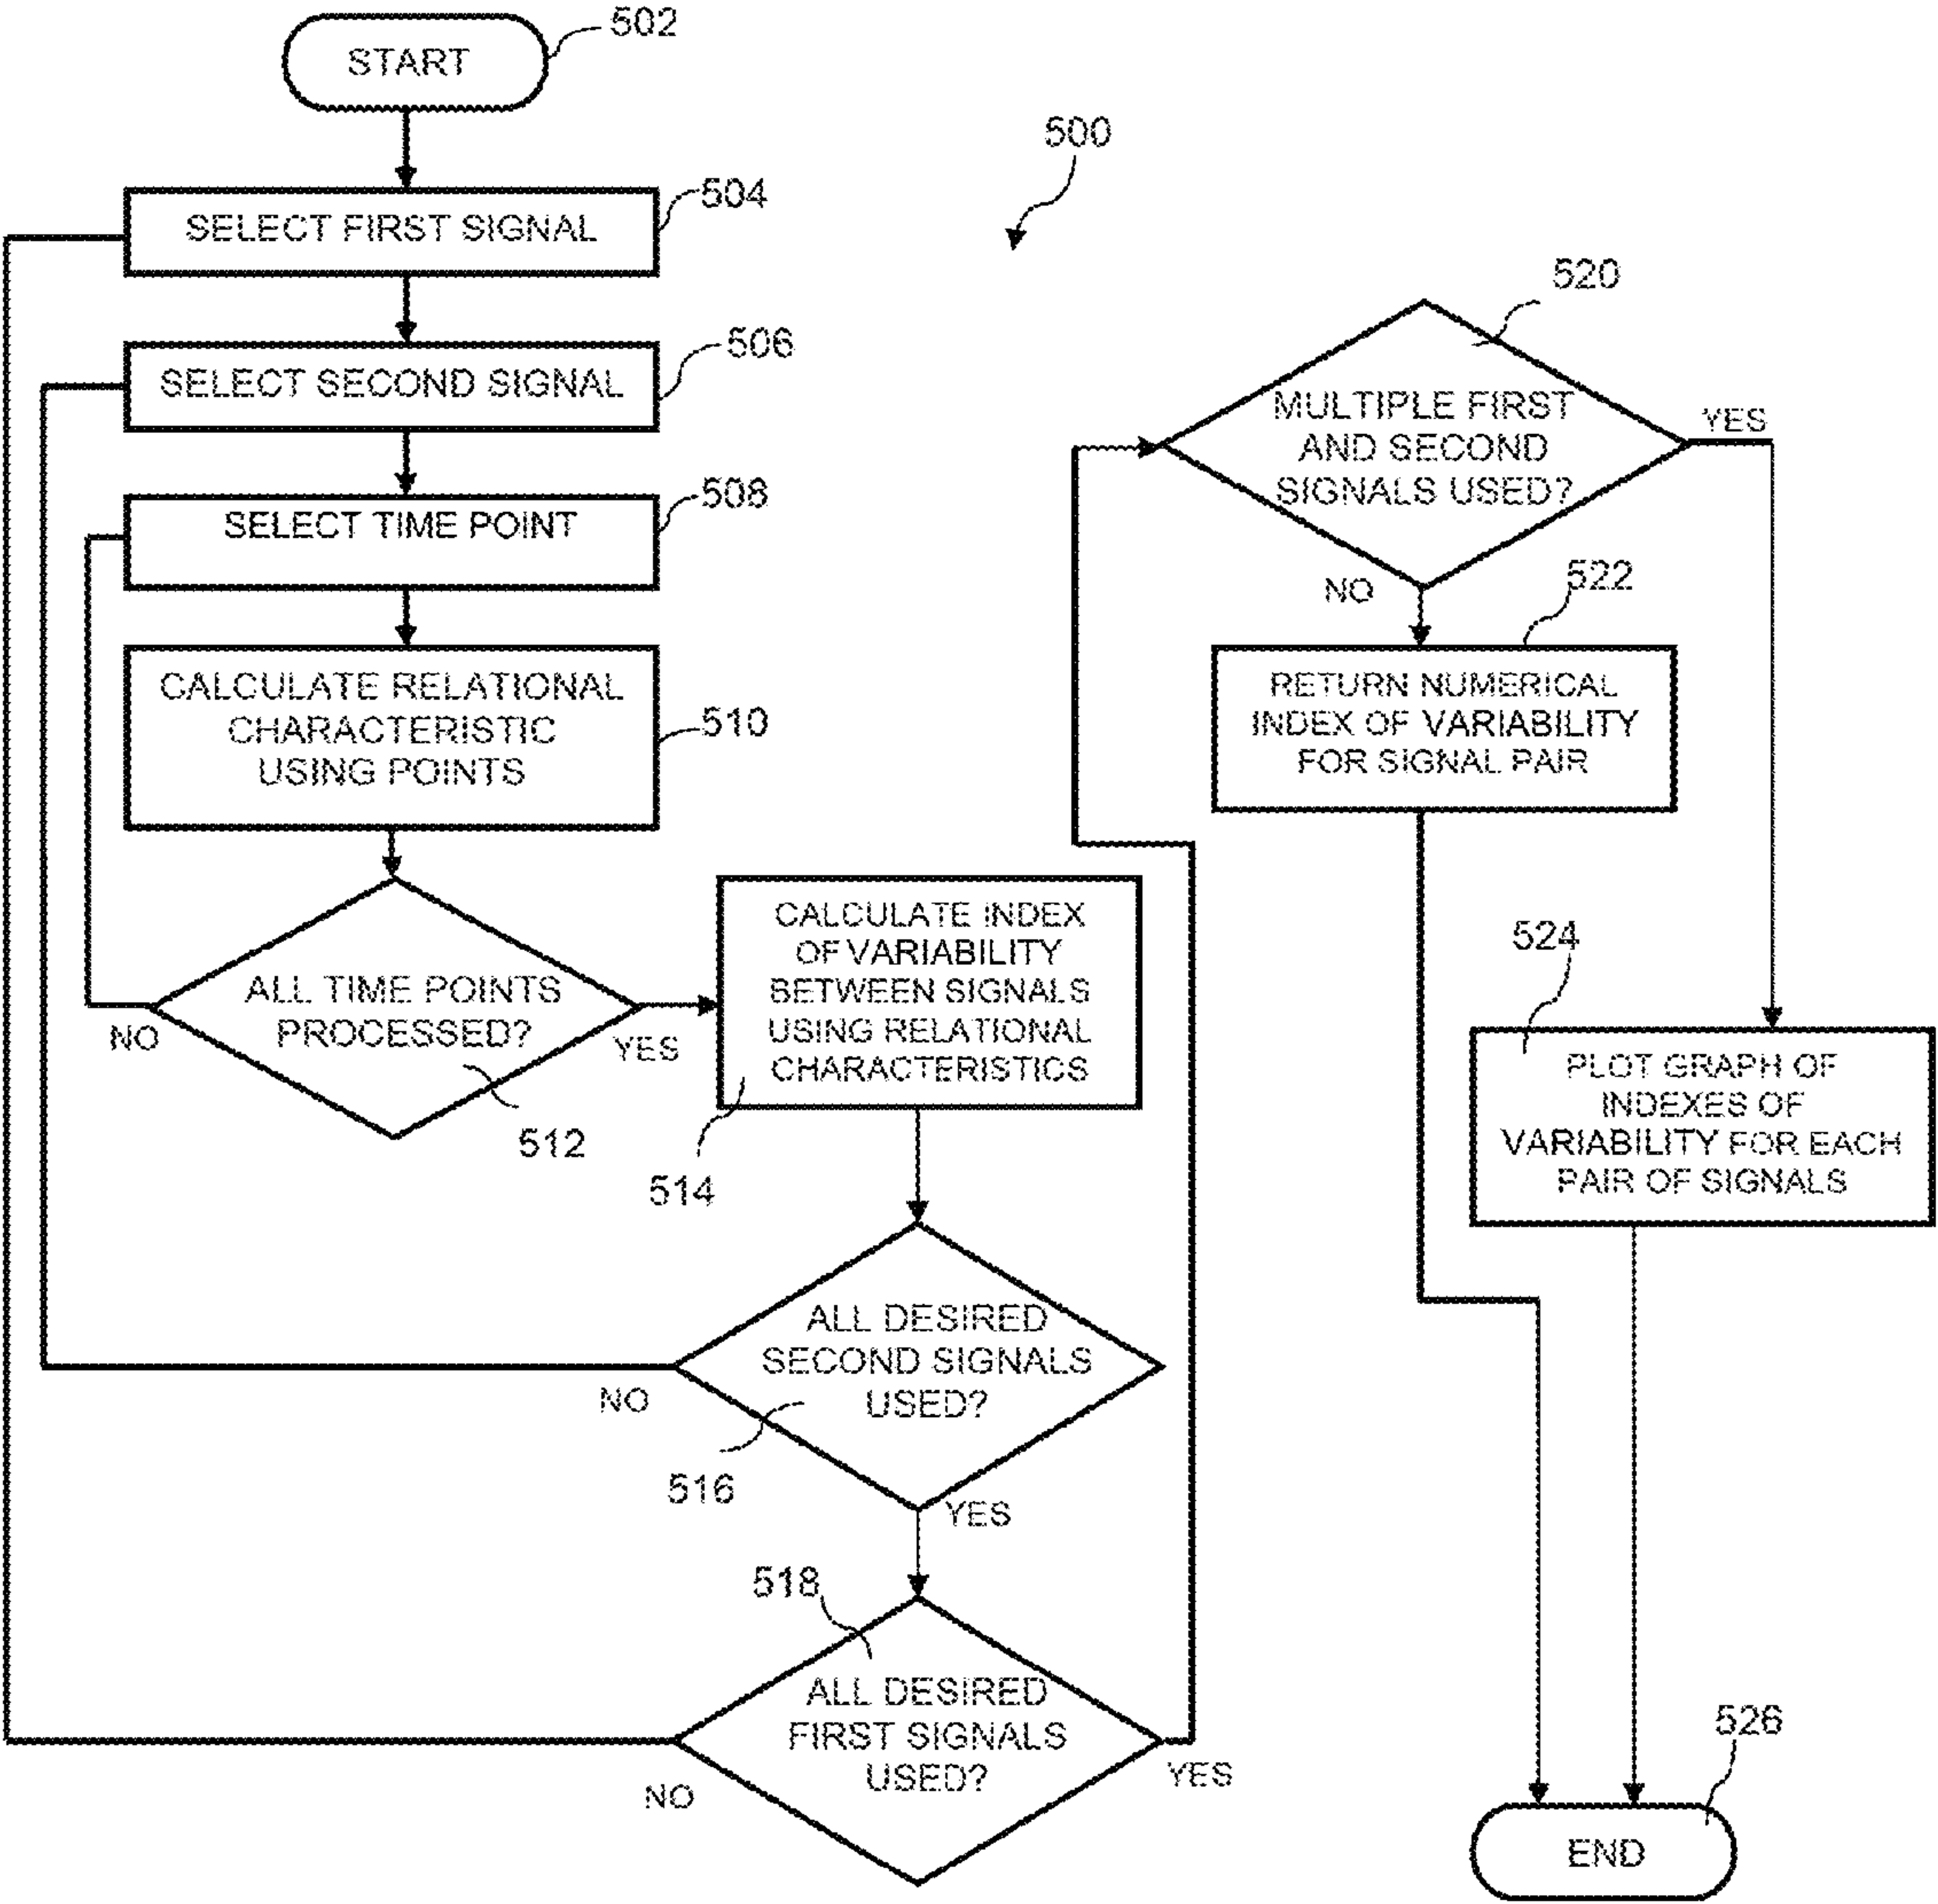 START
502
500
SELECT FIRST SIGNAL
504
SELECT SECOND SIGNAL
506
SELECT TIME POINT
508
CALCULATE RELATIONAL
CHARACTERISTIC
USING POINTS
510
ALL TIME POINTS
PROCESSED?
NO
YES
512
CALCULATE INDEX
OF VARIABILITY
BETWEEN SIGNALS
USING RELATIONAL
CHARACTERISTICS
514
ALL DESIRED
SECOND SIGNALS
USED?
NO
516
YES
518
ALL DESIRED
FIRST SIGNALS
USED?
NO
YES
520
MULTIPLE FIRST
AND SECOND
SIGNALS USED?
YES
NO
522
RETURN NUMERICAL
INDEX OF VARIABILITY
FOR SIGNAL PAIR
524
PLOT GRAPH OF
INDEXES OF
VARIABILITY FOR EACH
PAIR OF SIGNALS
526
END